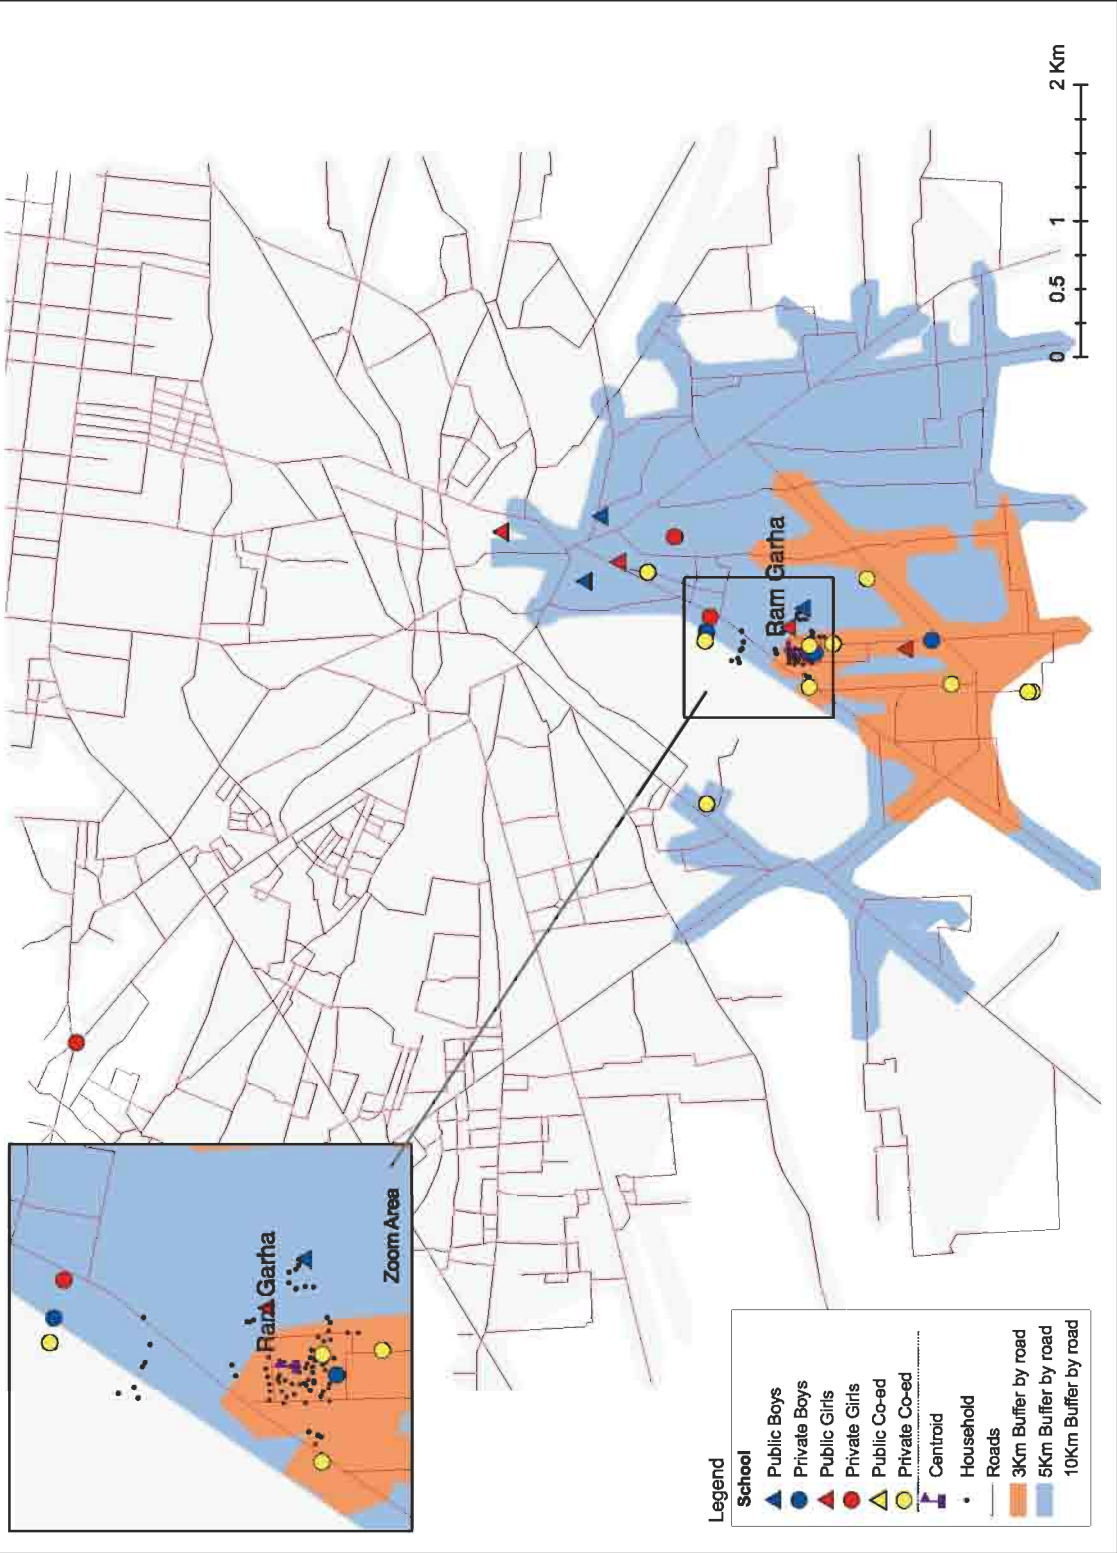 2 Km
1
0.5
0
Ram Garha
Ram Garha
Zoom Area
Legend
School
Public Boys
Private Boys
Public Girls
Private Girls
Public Co-ed
Private Co-ed
Centroid
Household
Roads
3Km Buffer by road
5Km Buffer by road
10Km Buffer by road